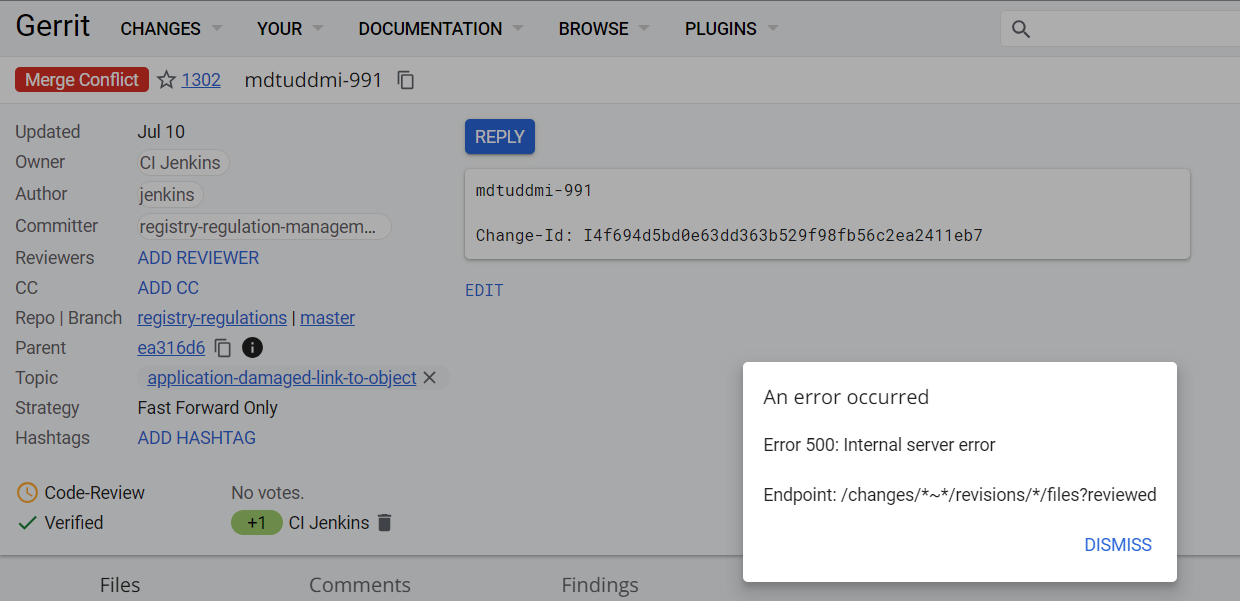 Gerrit CHANGES YOUR DOCUMENTATION BROWSE PLUGINS
Merge Conflict 1302 mdtuddmi-991
Updated Jul 10
Owner CI Jenkins
Author jenkins
Committer registry-regulation-managem...
Reviewers ADD REVIEWER
CC ADD CC
Repo | Branch registry-regulations | master
Parent ea316d6
Topic application-damaged-link-to-object
Strategy Fast Forward Only
Hashtags ADD HASHTAG
Code-Review No votes.
Verified +1 CI Jenkins
REPLY
mdtuddmi-991
Change-Id: I4f694d5bd0e63dd363b529f98fb56c2ea2411eb7
EDIT
An error occurred
Error 500: Internal server error
Endpoint: /changes/*~*/revisions/*/files?reviewed
DISMISS
Files Comments Findings